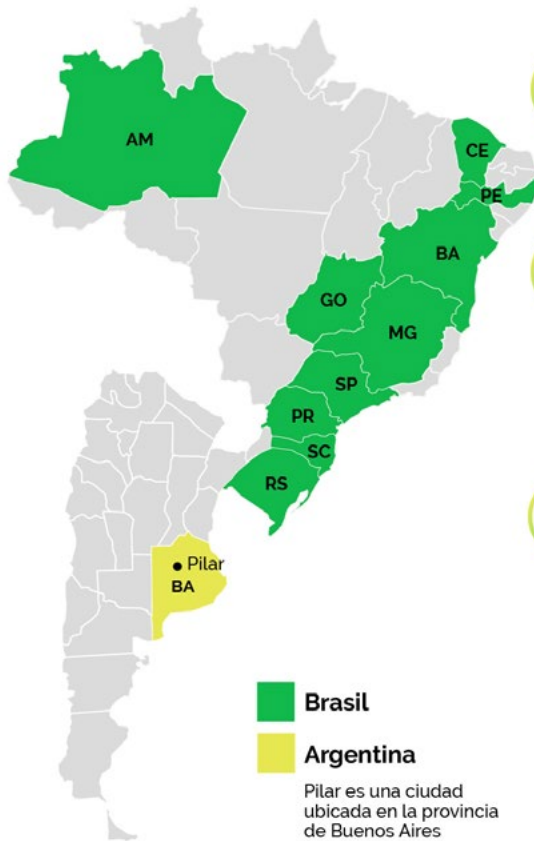 AM
CE
PE
BA
GO
MG
SP
PR
SC
RS
Pilar
BA
Brasil
Argentina
Pilar es una ciudad
ubicada en la provincia
de Buenos Aires